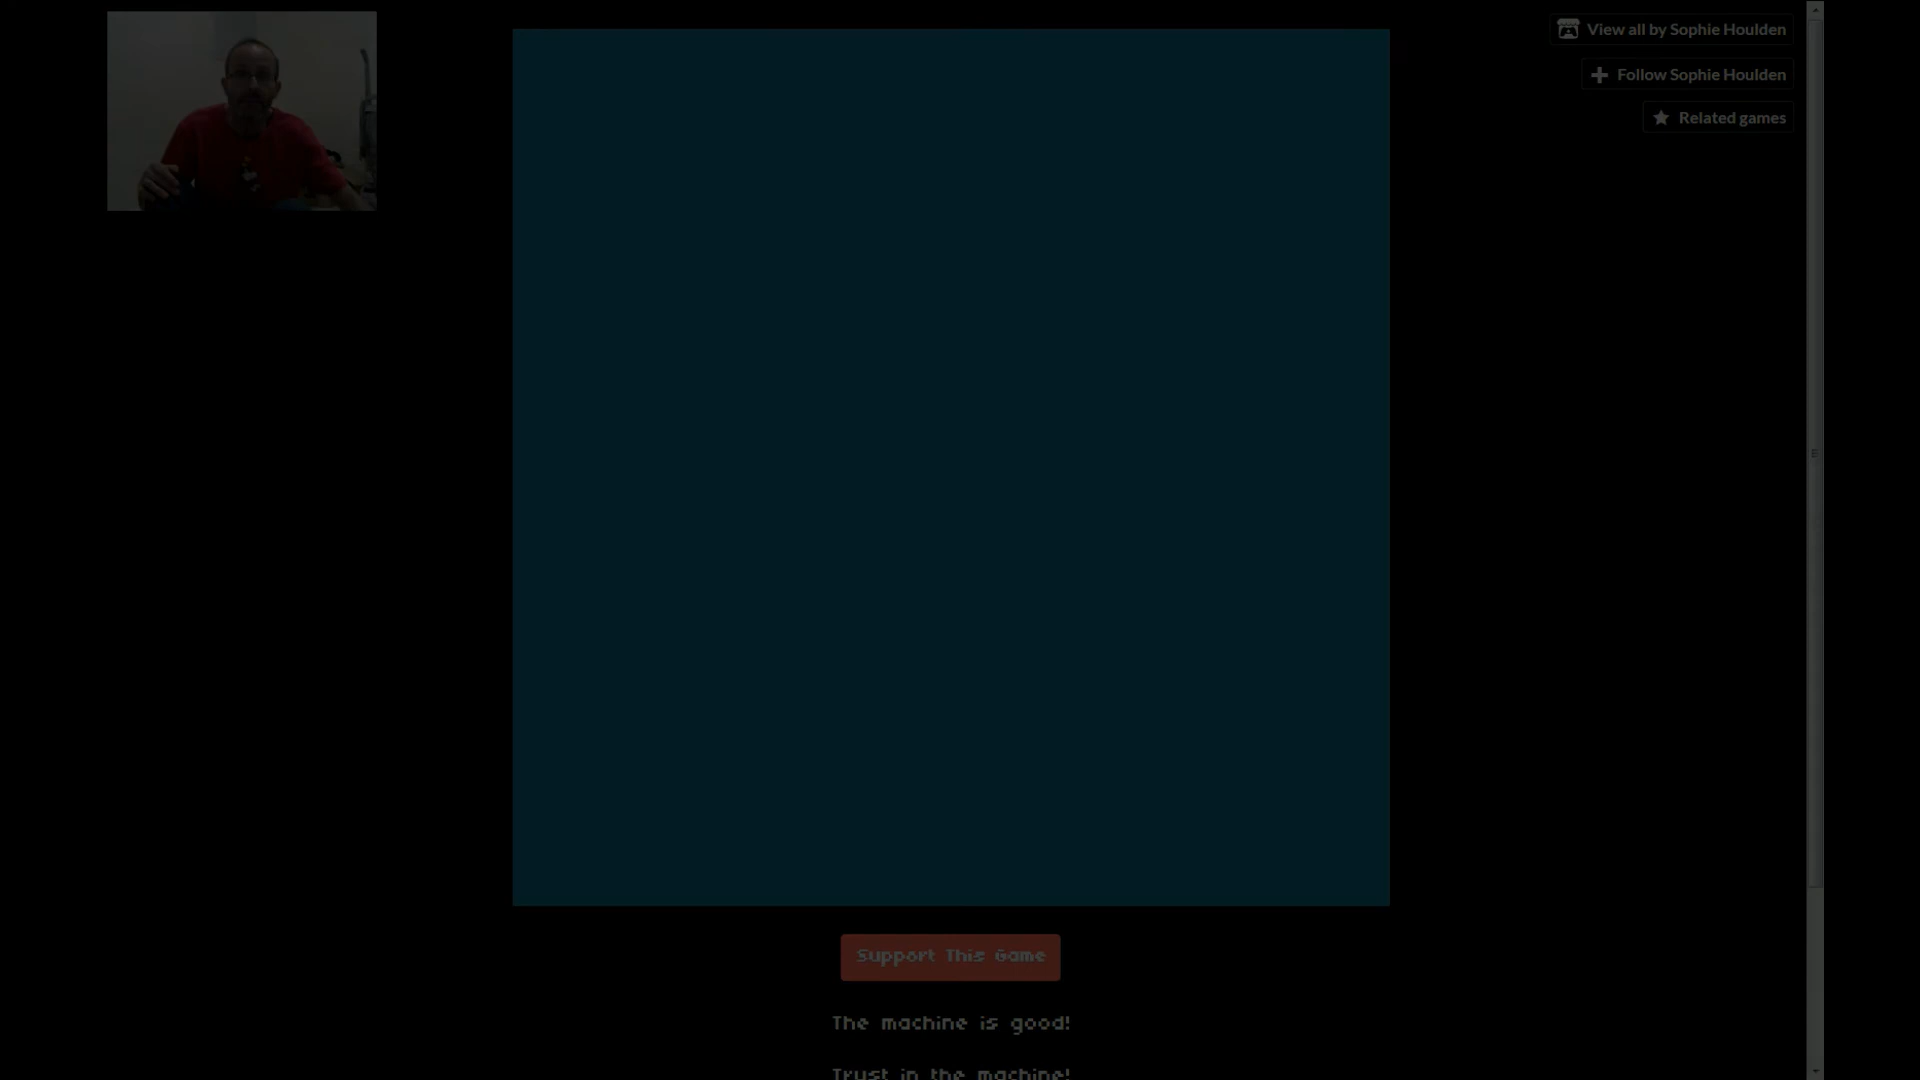 View all by Sophie Houlden
Follow Sophie Houlden
Related games
Support This Game
The machine is good!
Trust in the machine!